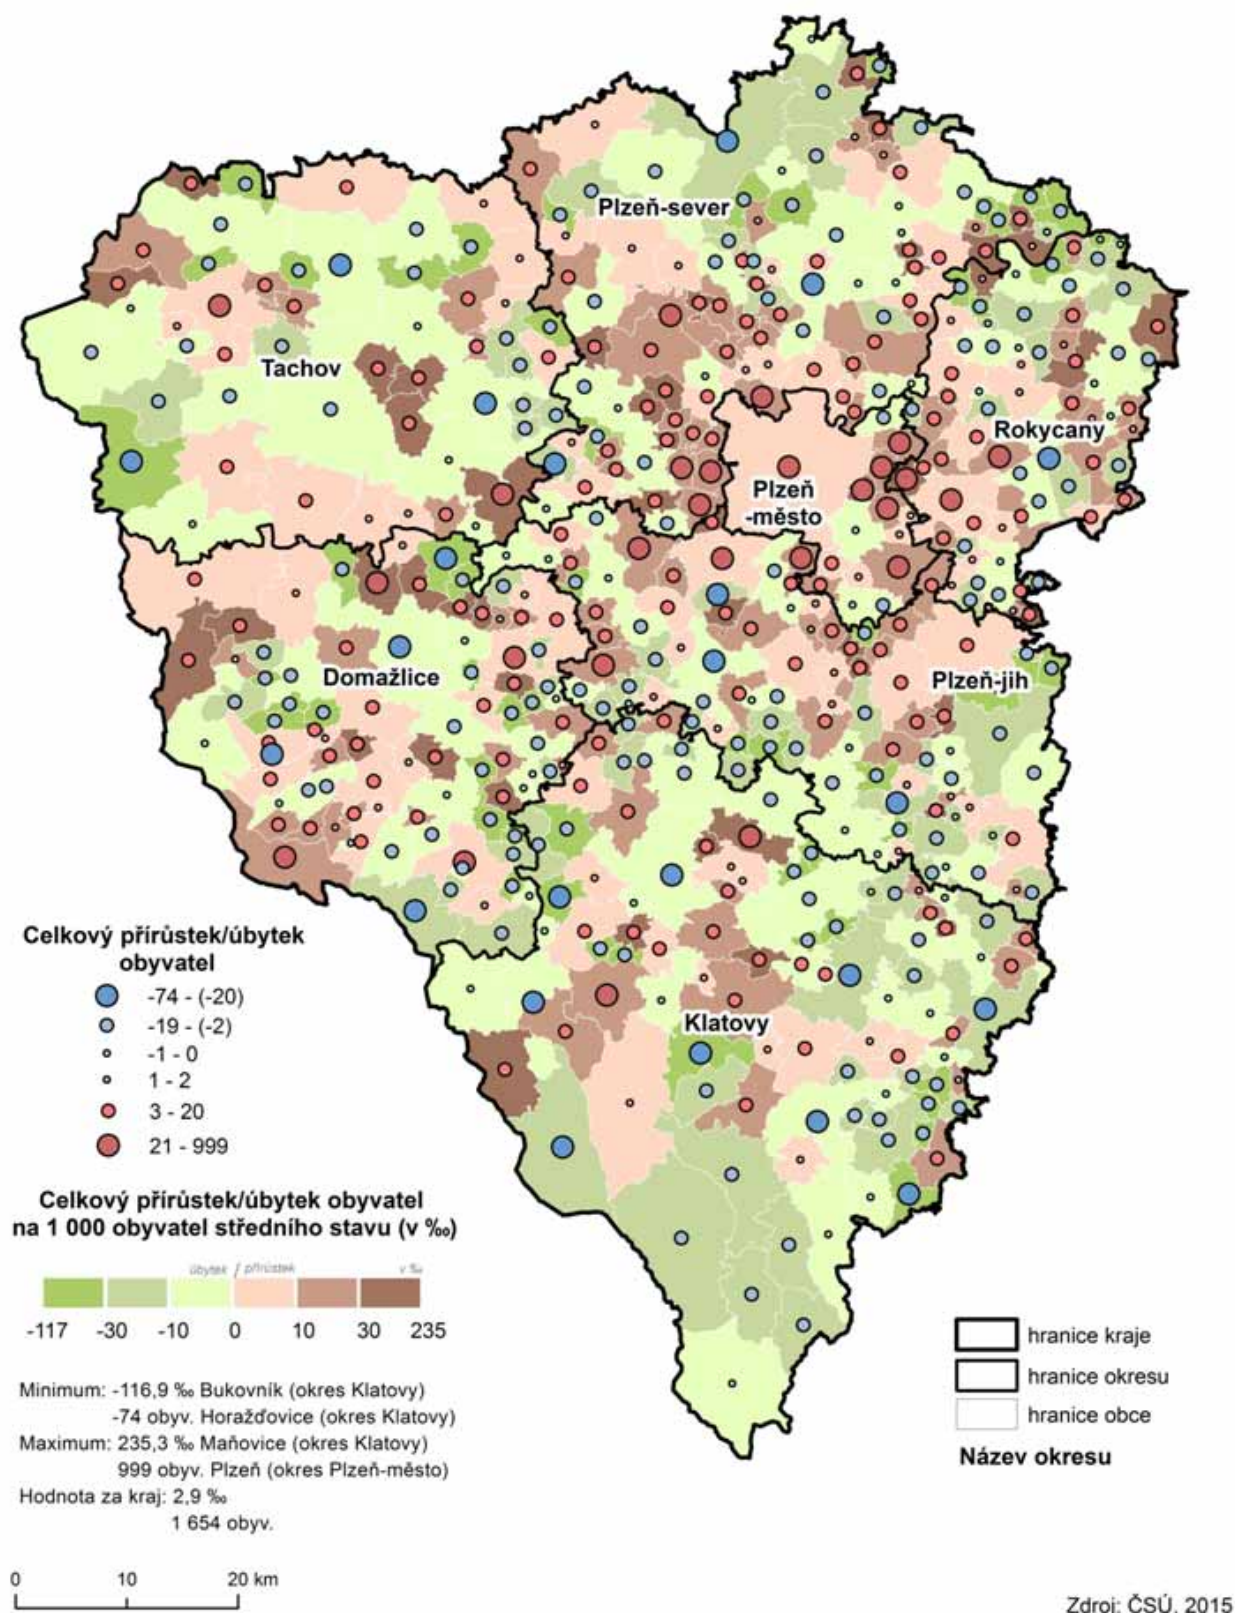 Plzeň-sever
Tachov
Rokycany
Plzeň
-město
Domažlice
Plzeň-jih
Klatovy
Celkový přírůstek/úbytek
obyvatel
-74 - (-20)
-19 - (-2)
-1 - 0
1 - 2
3 - 20
21 - 999
Celkový přírůstek/úbytek obyvatel
na 1 000 obyvatel středního stavu (v ‰)
úbytek / přírůstek v ‰
-117 -30 -10 0 10 30 235
Minimum: -116,9 ‰ Bukovník (okres Klatovy)
-74 obyv. Horažďovice (okres Klatovy)
Maximum: 235,3 ‰ Maňovice (okres Klatovy)
999 obyv. Plzeň (okres Plzeň-město)
Hodnota za kraj: 2,9 ‰
1 654 obyv.
hranice kraje
hranice okresu
hranice obce
Název okresu
0 10 20 km
Zdroj: ČSÚ, 2015